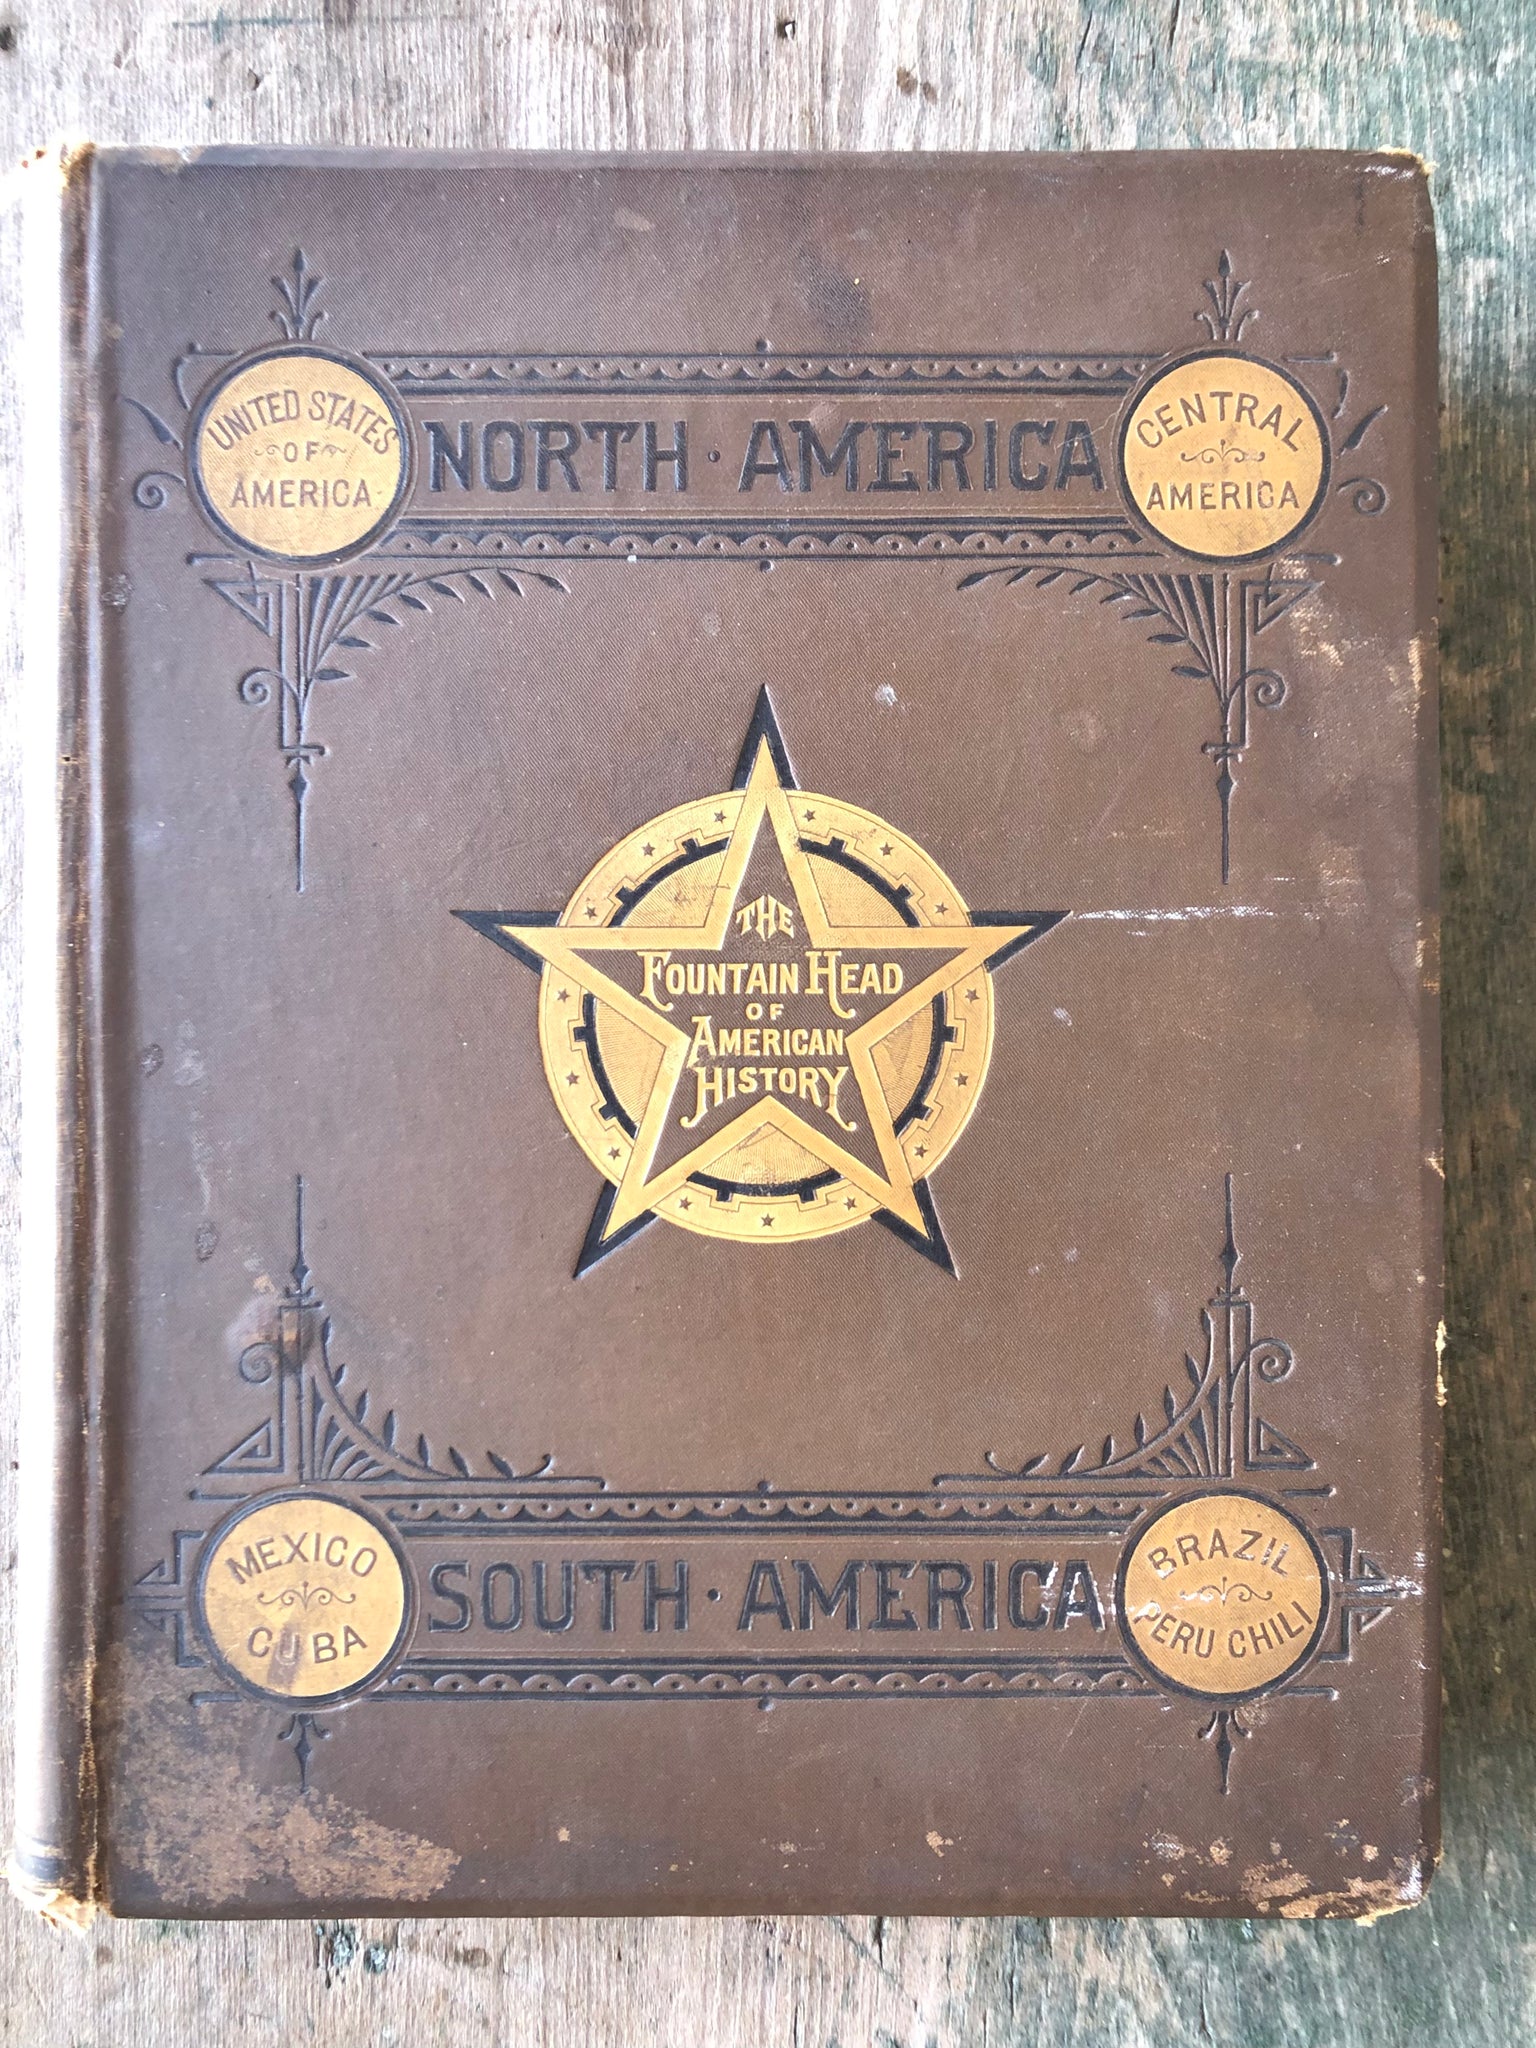 UNITED STATES
OF
AMERICA
NORTH · AMERICA
CENTRAL
AMERICA
THE
FOUNTAIN HEAD
OF
AMERICAN
HISTORY
MEXICO
CUBA
SOUTH · AMERICA
BRAZIL
PERU CHILI